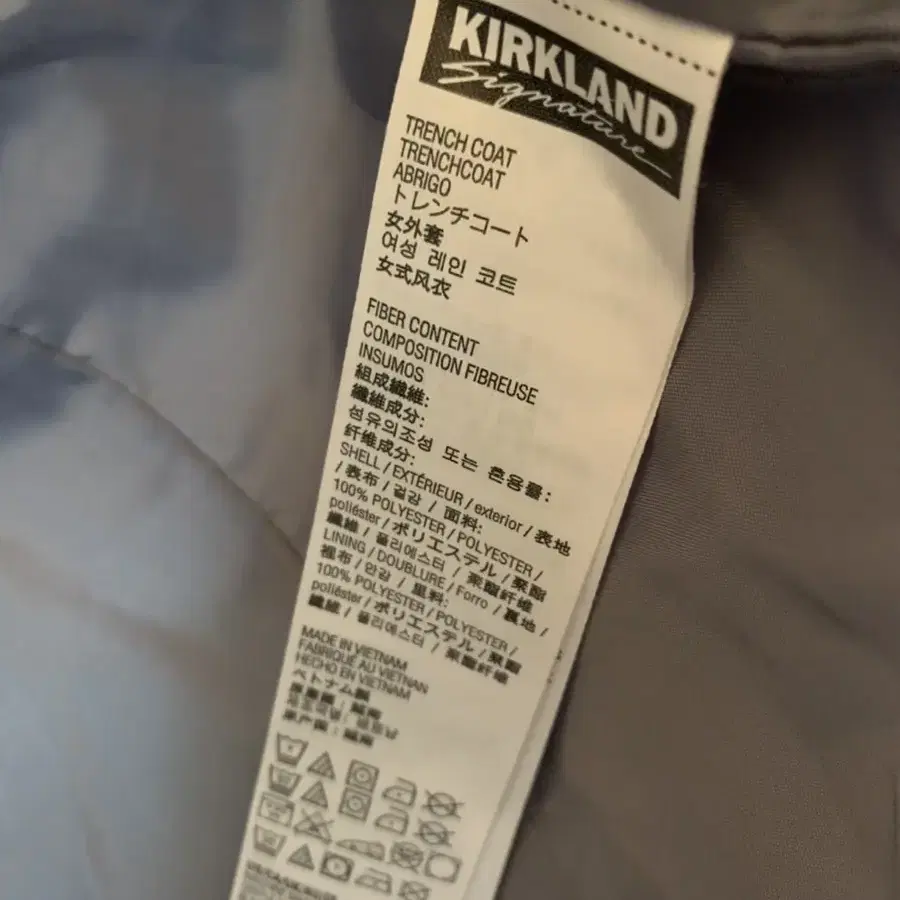 KIRKLAND
Signature
TRENCH COAT
TRENCHCOAT
ABRIGO
トレンチコート
女外套
여성 레인 코트
女式风衣
FIBER CONTENT
COMPOSITION FIBREUSE
INSUMOS
組成繊維:
纖維成分:
섬유의조성 또는 혼용률:
纤维成分:
SHELL / EXTÉRIEUR / exterior / 表地
/ 表布 / 겉감 / 面料:
100% POLYESTER / POLYESTER /
poliéster / ポリエステル / 聚酯
纖維 / 폴리에스터 / 聚酯纤维
LINING / DOUBLURE / Forro / 裏地 /
裡布 / 안감 / 里料:
100% POLYESTER / POLYESTER /
poliéster / ポリエステル / 聚酯
纖維 / 폴리에스터 / 聚酯纤维
MADE IN VIETNAM
FABRIQUÉ AU VIETNAM
HECHO EN VIETNAM
ベトナム製